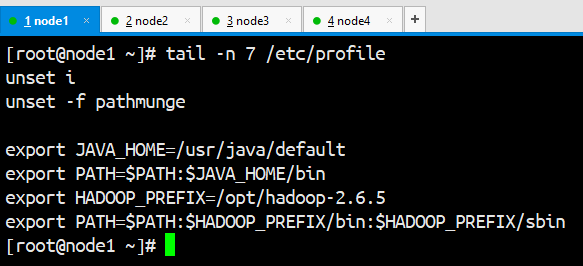 1 node1 × 2 node2 × 3 node3 × 4 node4 × +
[root@node1 ~]# tail -n 7 /etc/profile
unset i
unset -f pathmunge
export JAVA_HOME=/usr/java/default
export PATH=$PATH:$JAVA_HOME/bin
export HADOOP_PREFIX=/opt/hadoop-2.6.5
export PATH=$PATH:$HADOOP_PREFIX/bin:$HADOOP_PREFIX/sbin
[root@node1 ~]#